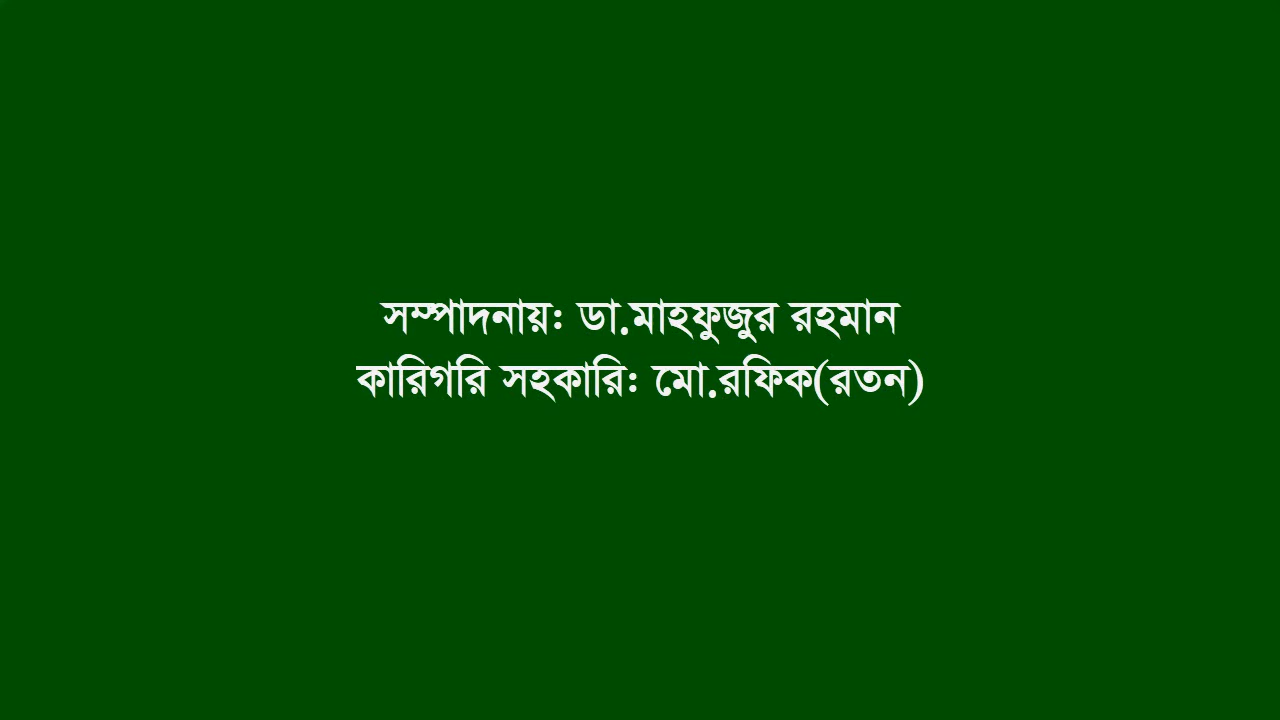 সম্পাদনায়: ডা.মাহফুজুর রহমান
কারিগরি সহকারি: মো.রফিক(রতন)